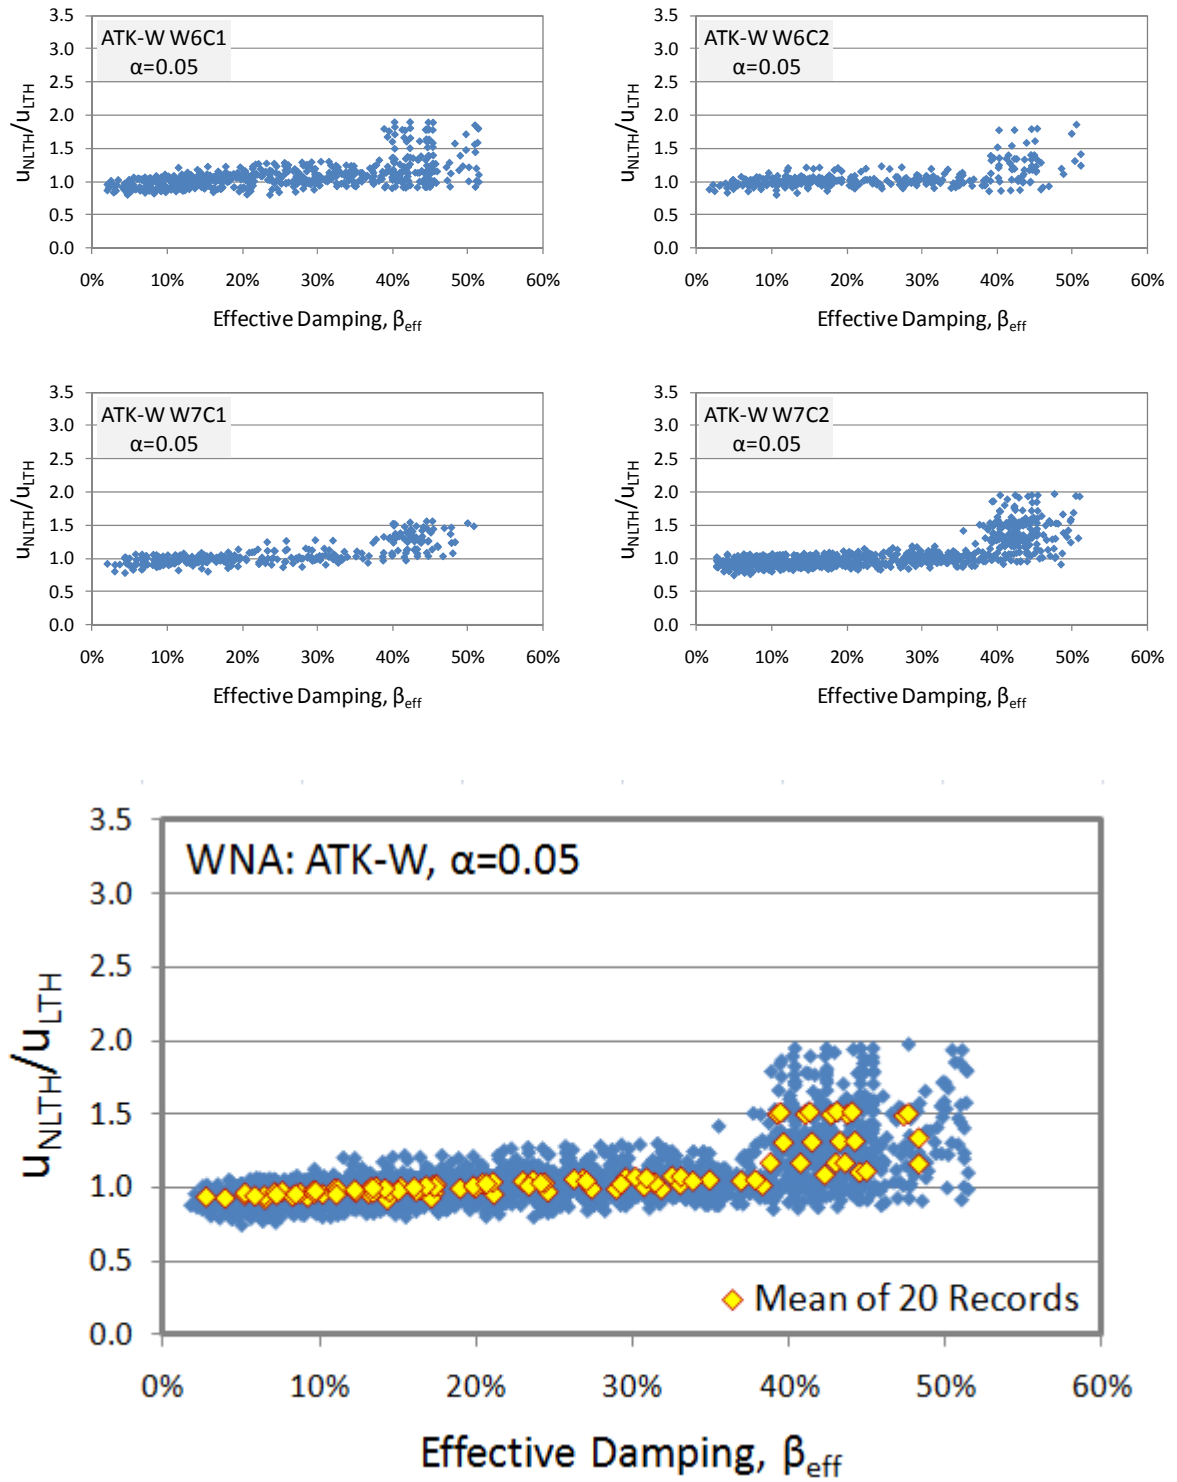 3.5
3.0
2.5
2.0
1.5
1.0
0.5
0.0
uNLTH/uLTH
ATK-W W6C1
α=0.05
0% 10% 20% 30% 40% 50% 60%
Effective Damping, βeff
3.5
3.0
2.5
2.0
1.5
1.0
0.5
0.0
uNLTH/uLTH
ATK-W W6C2
α=0.05
0% 10% 20% 30% 40% 50% 60%
Effective Damping, βeff
3.5
3.0
2.5
2.0
1.5
1.0
0.5
0.0
uNLTH/uLTH
ATK-W W7C1
α=0.05
0% 10% 20% 30% 40% 50% 60%
Effective Damping, βeff
3.5
3.0
2.5
2.0
1.5
1.0
0.5
0.0
uNLTH/uLTH
ATK-W W7C2
α=0.05
0% 10% 20% 30% 40% 50% 60%
Effective Damping, βeff
3.5
3.0
2.5
2.0
1.5
1.0
0.5
0.0
uNLTH/uLTH
WNA: ATK-W, α=0.05
Mean of 20 Records
0% 10% 20% 30% 40% 50% 60%
Effective Damping, βeff